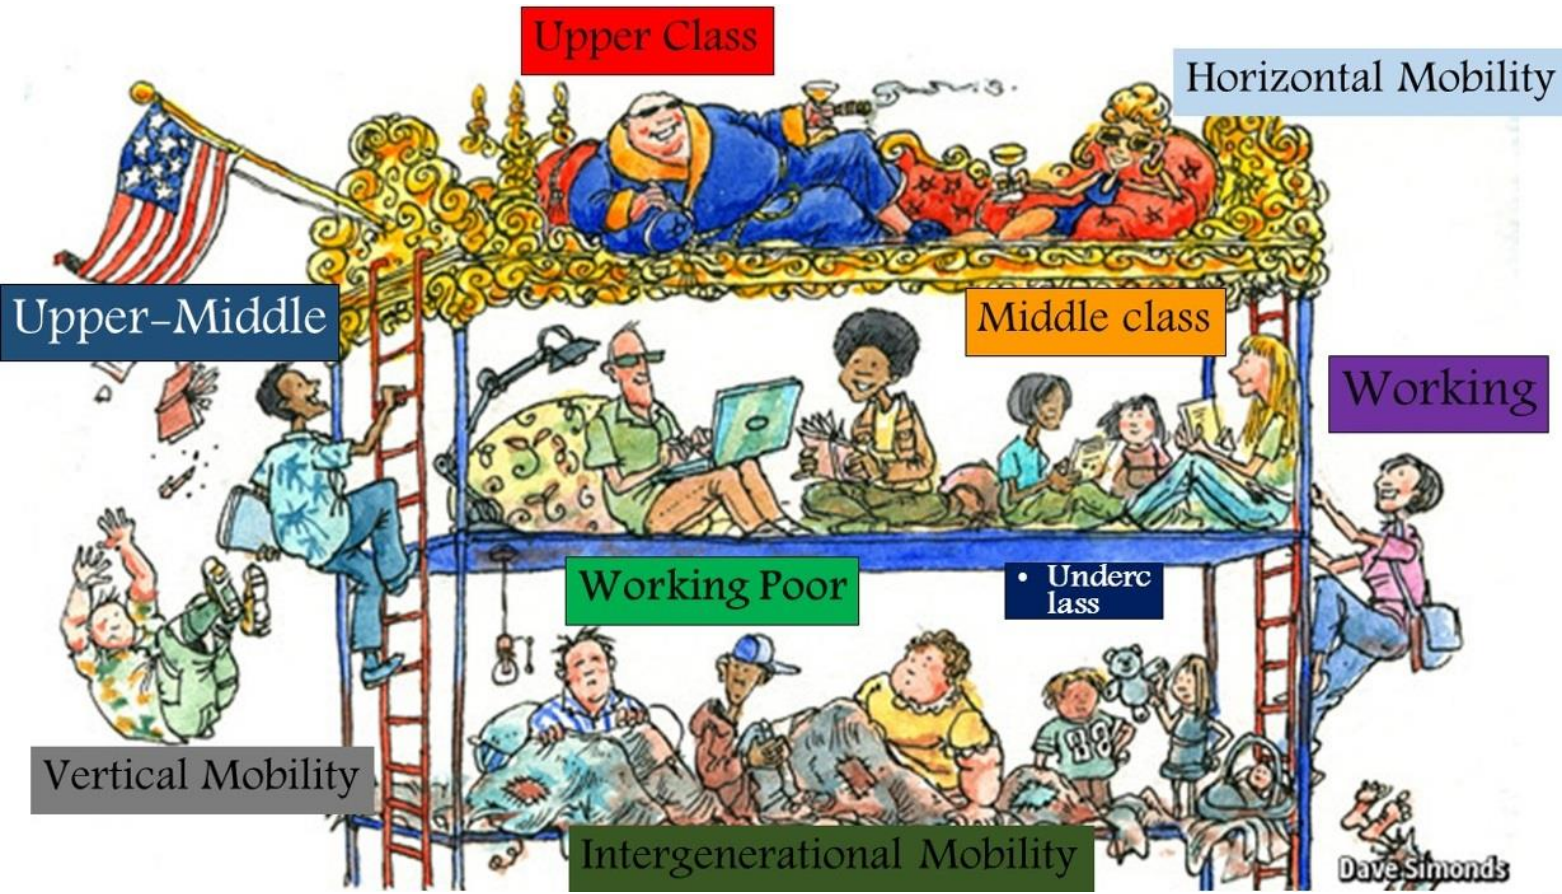 Upper Class
Horizontal Mobility
Upper-Middle
Middle class
Working
Working Poor
• Underc
lass
Vertical Mobility
Intergenerational Mobility
Dave Simonds